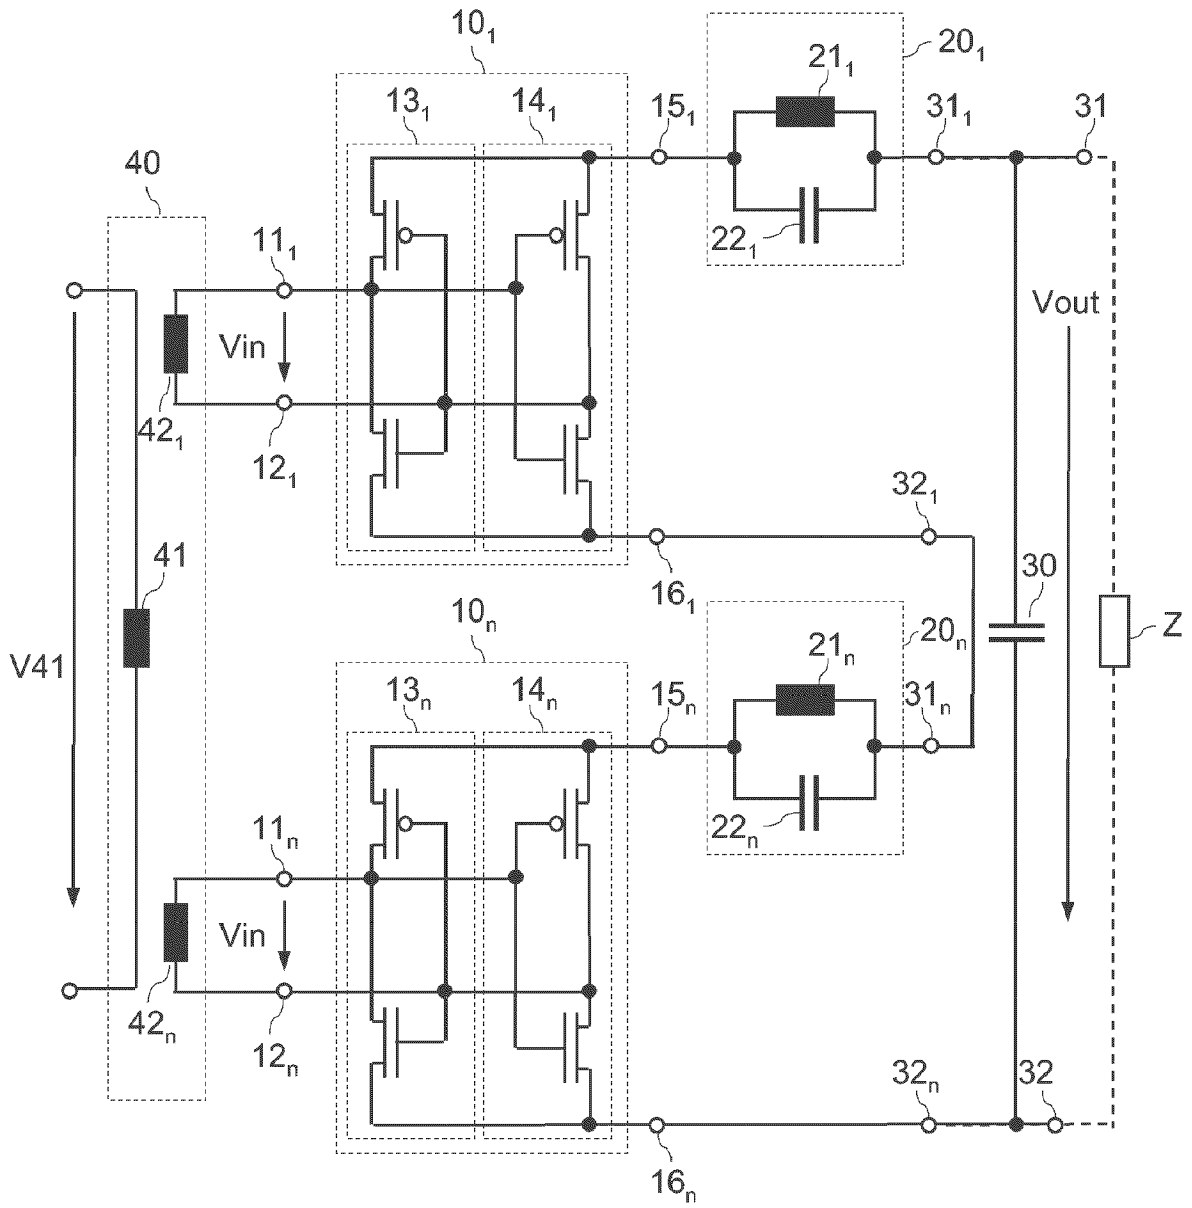 10₁
20₁
21₁
13₁
14₁
15₁
31₁
31
40
22₁
11₁
Vout
Vin
42₁
12₁
32₁
41
30
16₁
10ₙ
20ₙ
Z
V41
21ₙ
13ₙ
14ₙ
15ₙ
31ₙ
11ₙ
22ₙ
Vin
42ₙ
12ₙ
32ₙ
32
16ₙ